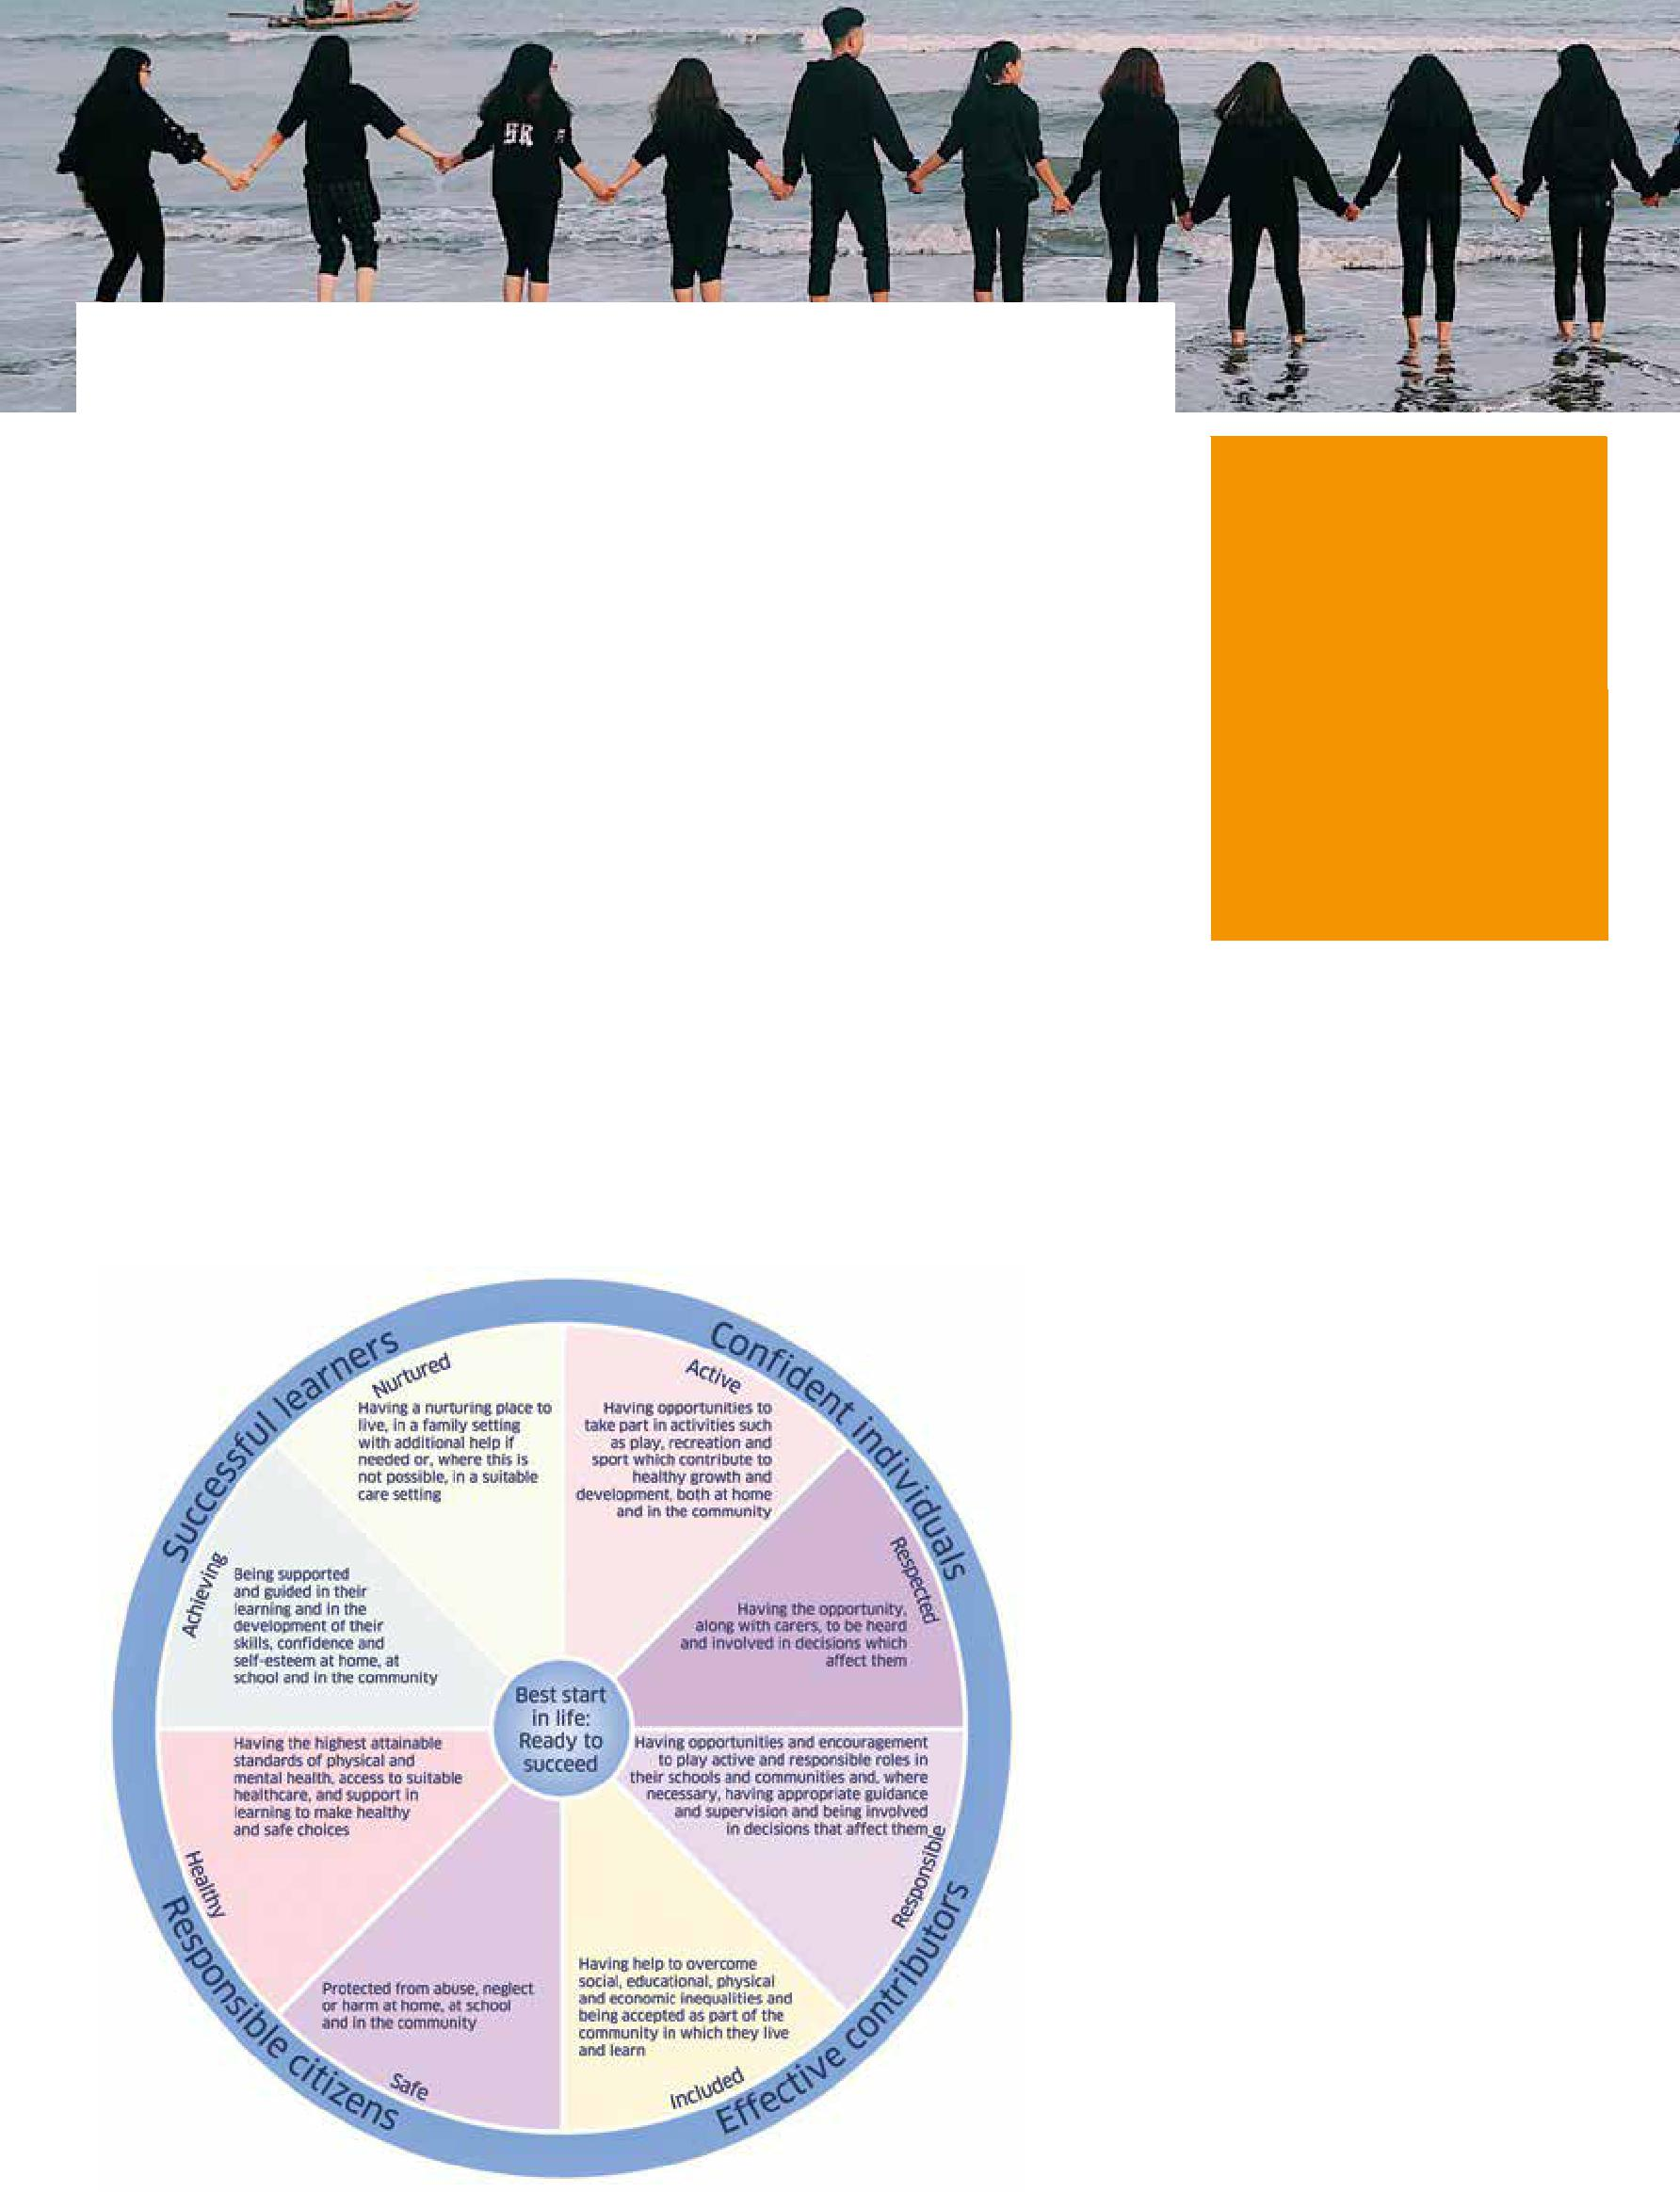 SR
Successful learners
Confident individuals
Nurtured
Having a nurturing place to
live, in a family setting
with additional help if
needed or, where this is
not possible, in a suitable
care setting
Active
Having opportunities to
take part in activities such
as play, recreation and
sport which contribute to
healthy growth and
development, both at home
and in the community
Achieving
Being supported
and guided in their
learning and in the
development of their
skills, confidence and
self-esteem at home, at
school and in the community
Respected
Having the opportunity,
along with carers, to be heard
and involved in decisions which
affect them
Best start
in life:
Ready to
succeed
Having the highest attainable
standards of physical and
mental health, access to suitable
healthcare, and support in
learning to make healthy
and safe choices
Healthy
Having opportunities and encouragement
to play active and responsible roles in
their schools and communities and, where
necessary, having appropriate guidance
and supervision and being involved
in decisions that affect them
Responsible
Protected from abuse, neglect
or harm at home, at school
and in the community
Safe
Having help to overcome
social, educational, physical
and economic inequalities and
being accepted as part of the
community in which they live
and learn
Included
Responsible citizens
Effective contributors